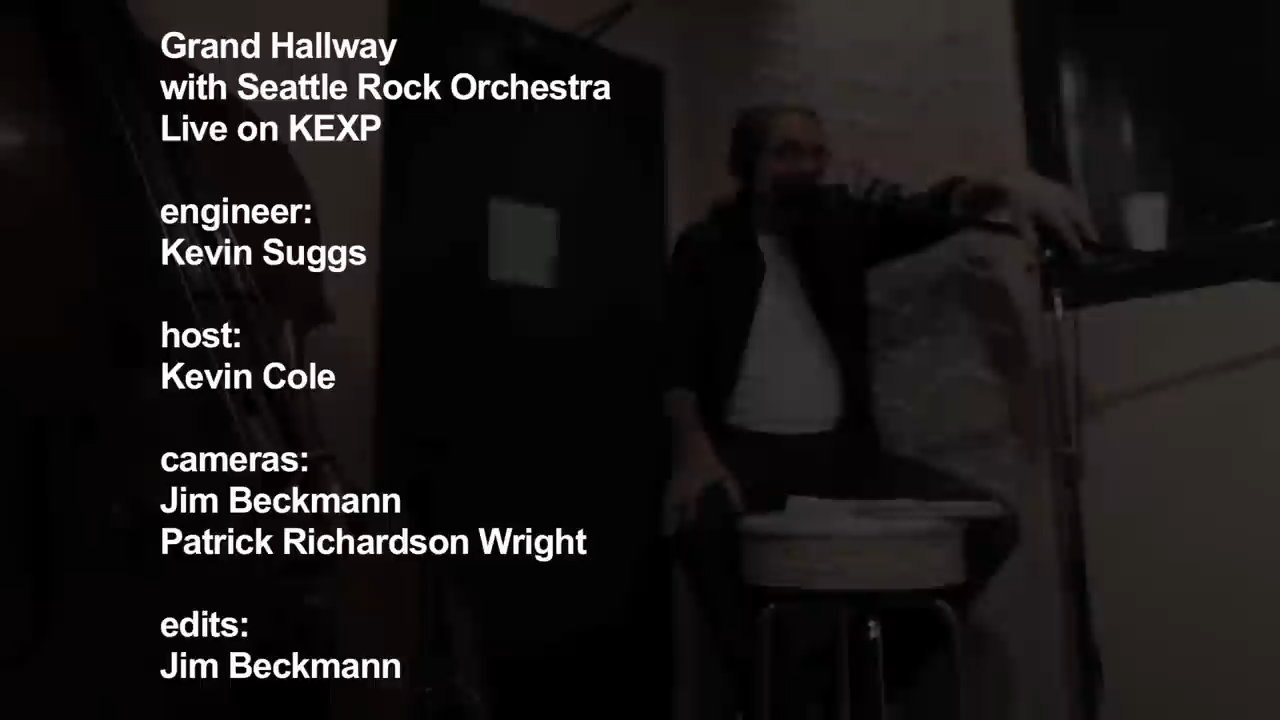 Grand Hallway
with Seattle Rock Orchestra
Live on KEXP
engineer:
Kevin Suggs
host:
Kevin Cole
cameras:
Jim Beckmann
Patrick Richardson Wright
edits:
Jim Beckmann